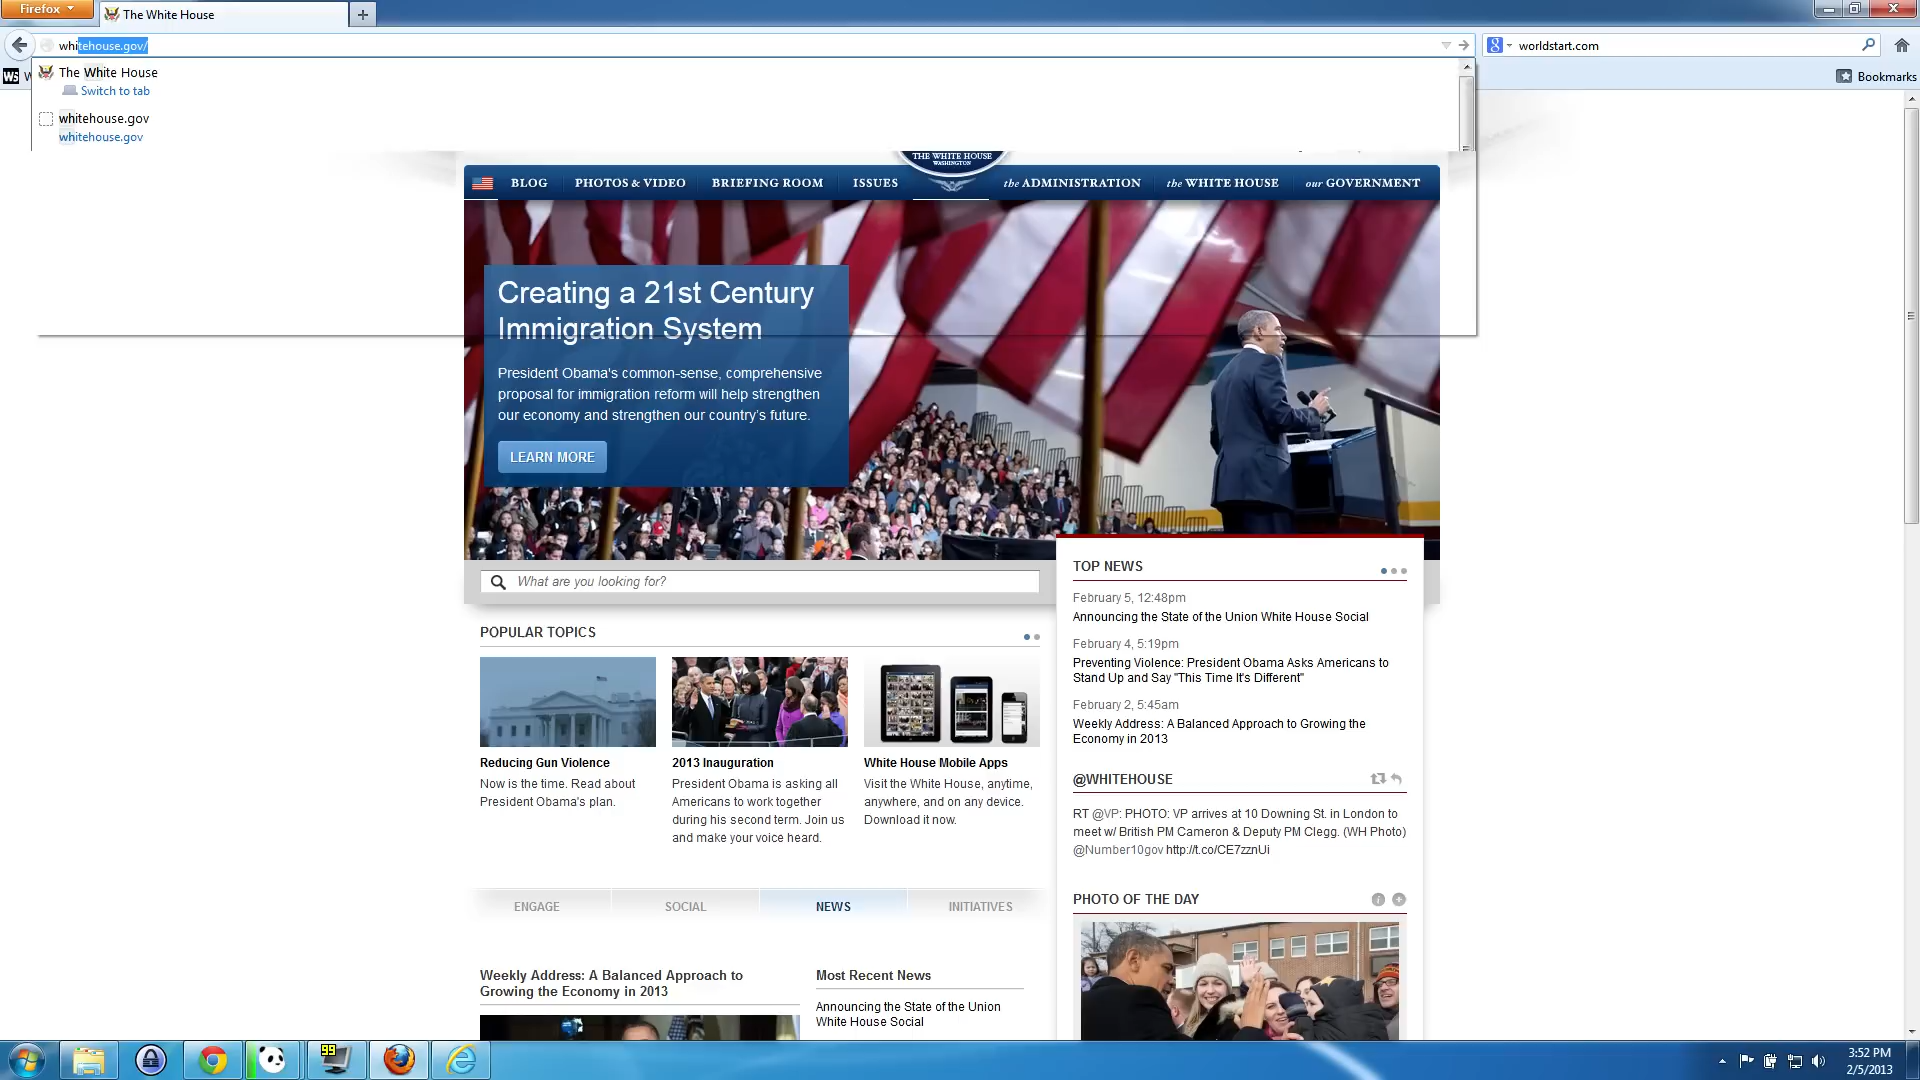 Firefox
The White House
whitehouse.gov/
worldstart.com
The White House
Switch to tab
Bookmarks
whitehouse.gov
whitehouse.gov
THE WHITE HOUSE
WASHINGTON
BLOG
PHOTOS & VIDEO
BRIEFING ROOM
ISSUES
the ADMINISTRATION
the WHITE HOUSE
our GOVERNMENT
Creating a 21st Century
Immigration System
President Obama's common-sense, comprehensive
proposal for immigration reform will help strengthen
our economy and strengthen our country's future.
LEARN MORE
What are you looking for?
POPULAR TOPICS
Reducing Gun Violence
Now is the time. Read about
President Obama's plan.
2013 Inauguration
President Obama is asking all
Americans to work together
during his second term. Join us
and make your voice heard.
White House Mobile Apps
Visit the White House, anytime,
anywhere, and on any device.
Download it now.
TOP NEWS
February 5, 12:48pm
Announcing the State of the Union White House Social
February 4, 5:19pm
Preventing Violence: President Obama Asks Americans to
Stand Up and Say "This Time It's Different"
February 2, 5:45am
Weekly Address: A Balanced Approach to Growing the
Economy in 2013
@WHITEHOUSE
RT @VP: PHOTO: VP arrives at 10 Downing St. in London to
meet w/ British PM Cameron & Deputy PM Clegg. (WH Photo)
@Number10gov http://t.co/CE7zznUi
PHOTO OF THE DAY
ENGAGE
SOCIAL
NEWS
INITIATIVES
Weekly Address: A Balanced Approach to
Growing the Economy in 2013
Most Recent News
Announcing the State of the Union
White House Social
99
3:52 PM
2/5/2013